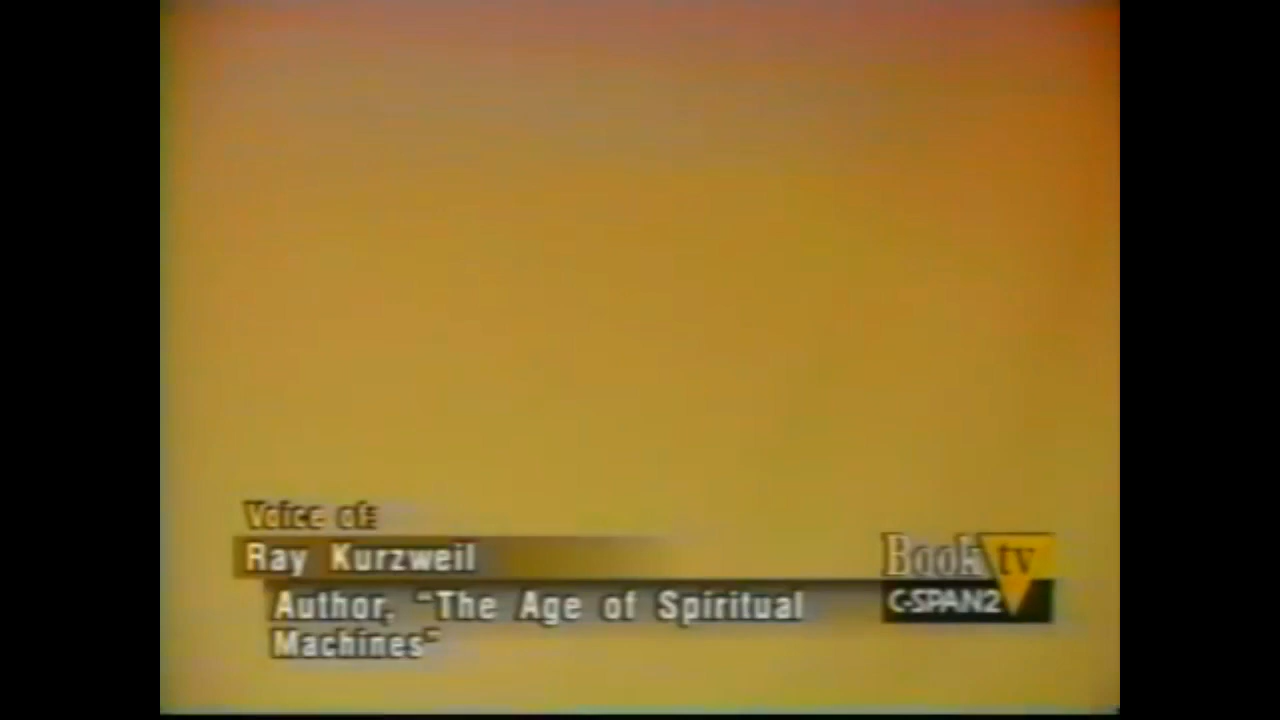 Voice of:
Ray Kurzweil
Author, "The Age of Spiritual
Machines"
Book tv
C-SPAN2